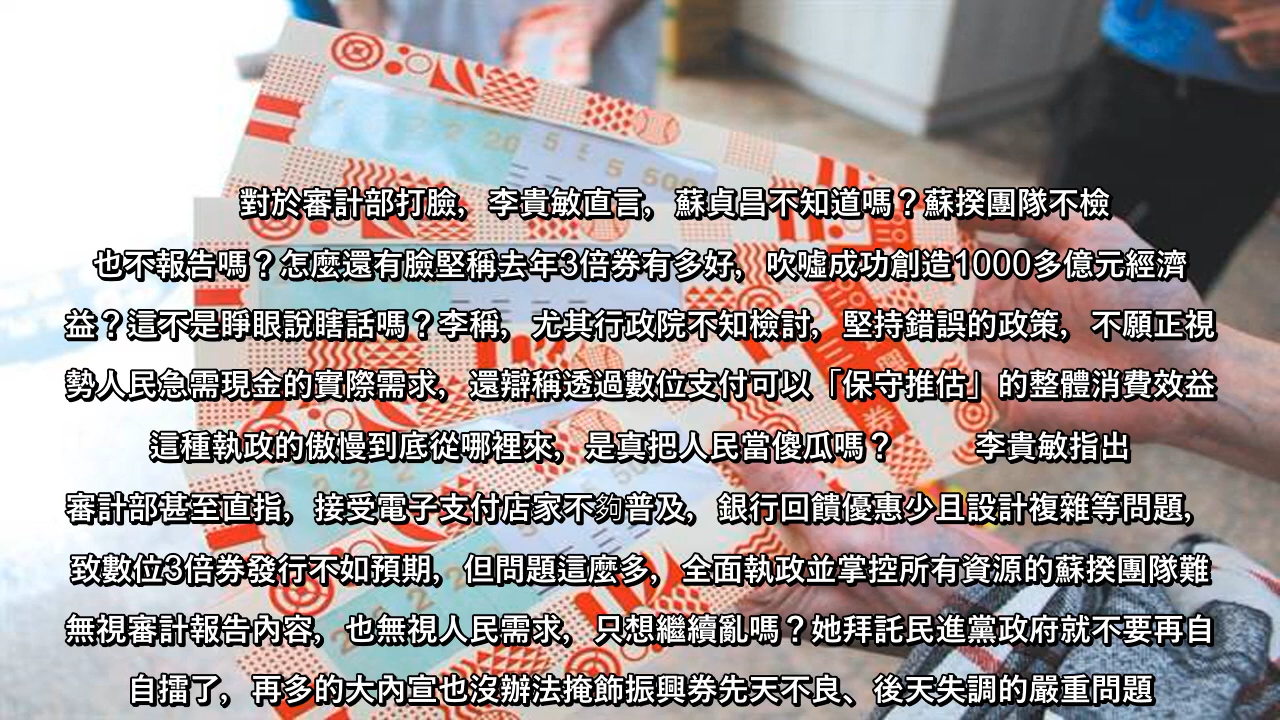 2 2 2 20 5 5 5 500
對於審計部打臉，李貴敏直言，蘇貞昌不知道嗎？蘇揆團隊不檢
也不報告嗎？怎麼還有臉堅稱去年3倍券有多好，吹噓成功創造1000多億元經濟
益？這不是睜眼說瞎話嗎？李稱，尤其行政院不知檢討，堅持錯誤的政策，不願正視
勢人民急需現金的實際需求，還辯稱透過數位支付可以「保守推估」的整體消費效益
這種執政的傲慢到底從哪裡來，是真把人民當傻瓜嗎？ 李貴敏指出
審計部甚至直指，接受電子支付店家不夠普及，銀行回饋優惠少且設計複雜等問題，
致數位3倍券發行不如預期，但問題這麼多，全面執政並掌控所有資源的蘇揆團隊難
無視審計報告內容，也無視人民需求，只想繼續亂嗎？她拜託民進黨政府就不要再自
自擂了，再多的大內宣也沒辦法掩飾振興券先天不良、後天失調的嚴重問題